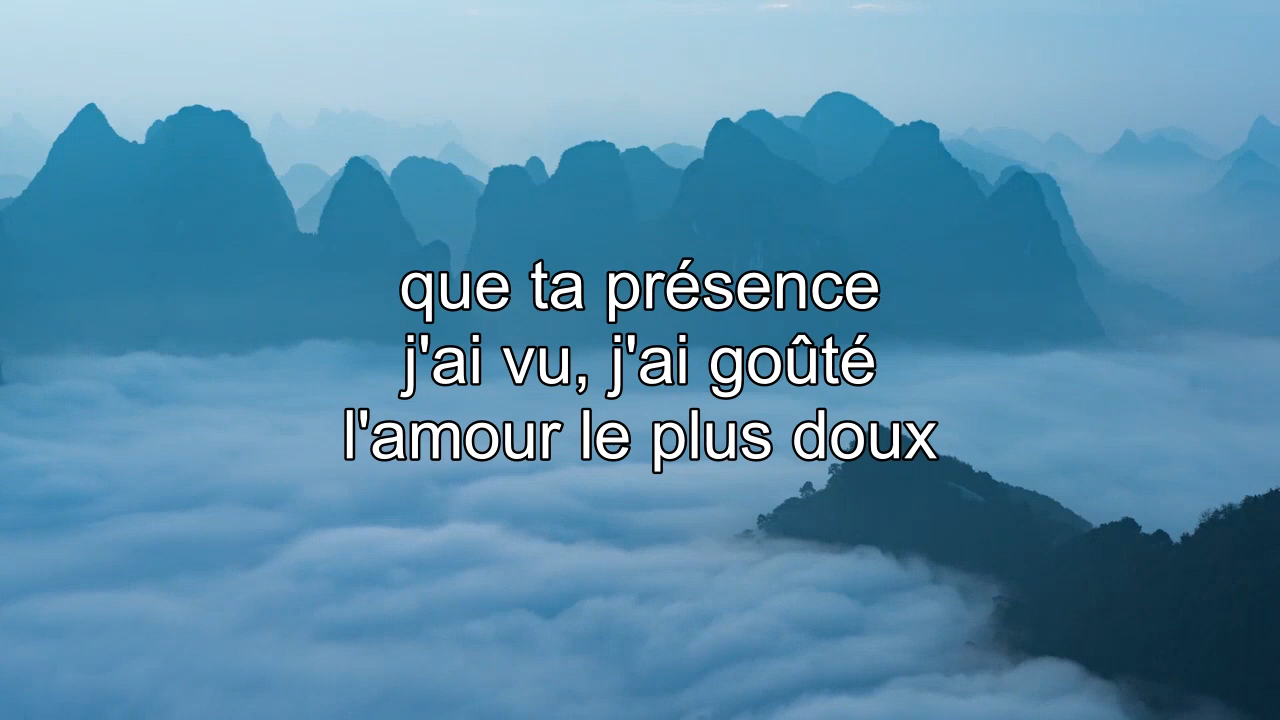 que ta présence
j'ai vu, j'ai goûté
l'amour le plus doux